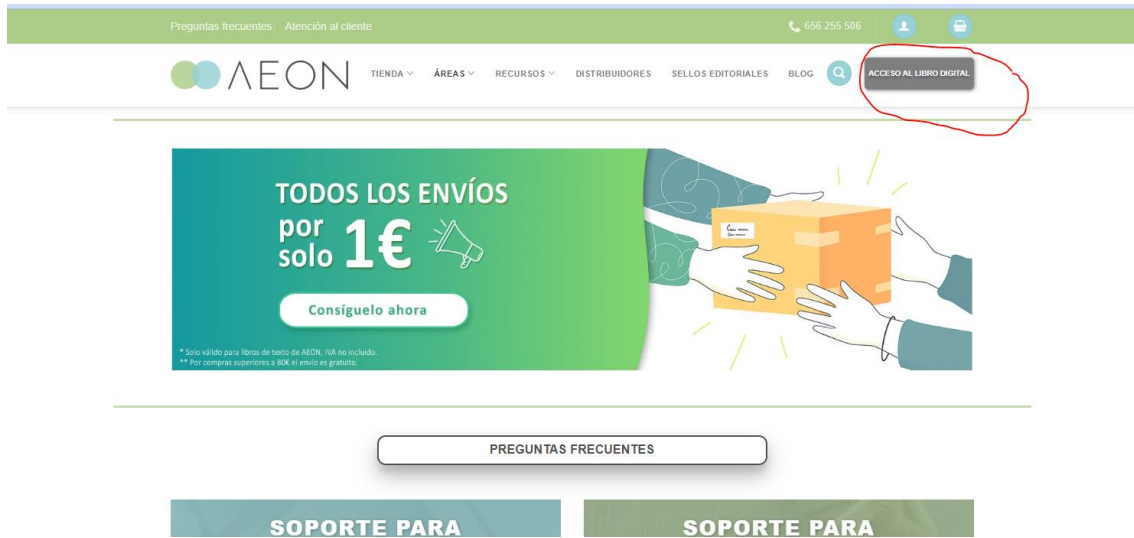 Preguntas frecuentes Atención al cliente 656 255 506
AEON TIENDA ÁREAS RECURSOS DISTRIBUIDORES SELLOS EDITORIALES BLOG ACCESO AL LIBRO DIGITAL
TODOS LOS ENVÍOS
por
solo 1€
Consíguelo ahora
* Solo válido para libros de texto de AEON, IVA no incluido.
** Por compras superiores a 80€ el envío es gratuito.
PREGUNTAS FRECUENTES
SOPORTE PARA
SOPORTE PARA